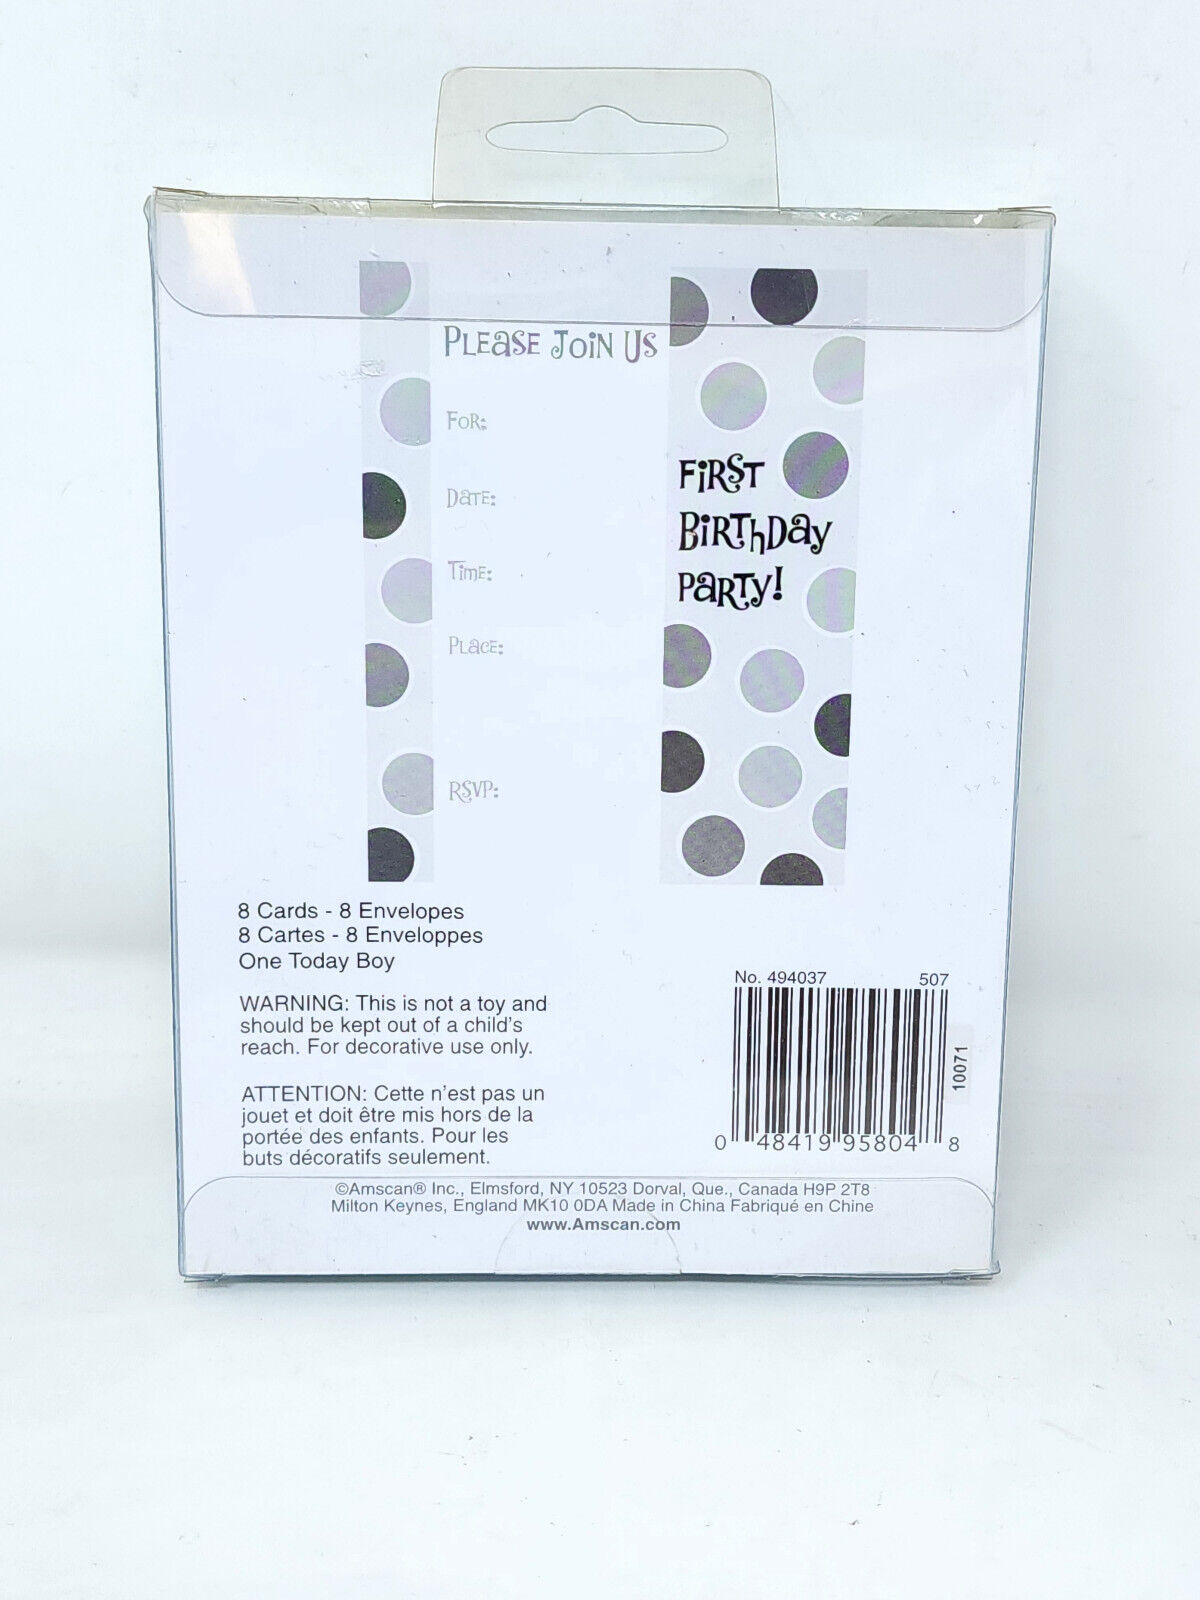 Please Join Us
For:
Date:
Time:
Place:
RSVP:
First
Birthday
Party!
8 Cards - 8 Envelopes
8 Cartes - 8 Enveloppes
One Today Boy
WARNING: This is not a toy and
should be kept out of a child's
reach. For decorative use only.
ATTENTION: Cette n'est pas un
jouet et doit être mis hors de la
portée des enfants. Pour les
buts décoratifs seulement.
No. 494037 507
10071
0 48419 95804 8
©Amscan® Inc., Elmsford, NY 10523 Dorval, Que., Canada H9P 2T8
Milton Keynes, England MK10 0DA Made in China Fabriqué en Chine
www.Amscan.com